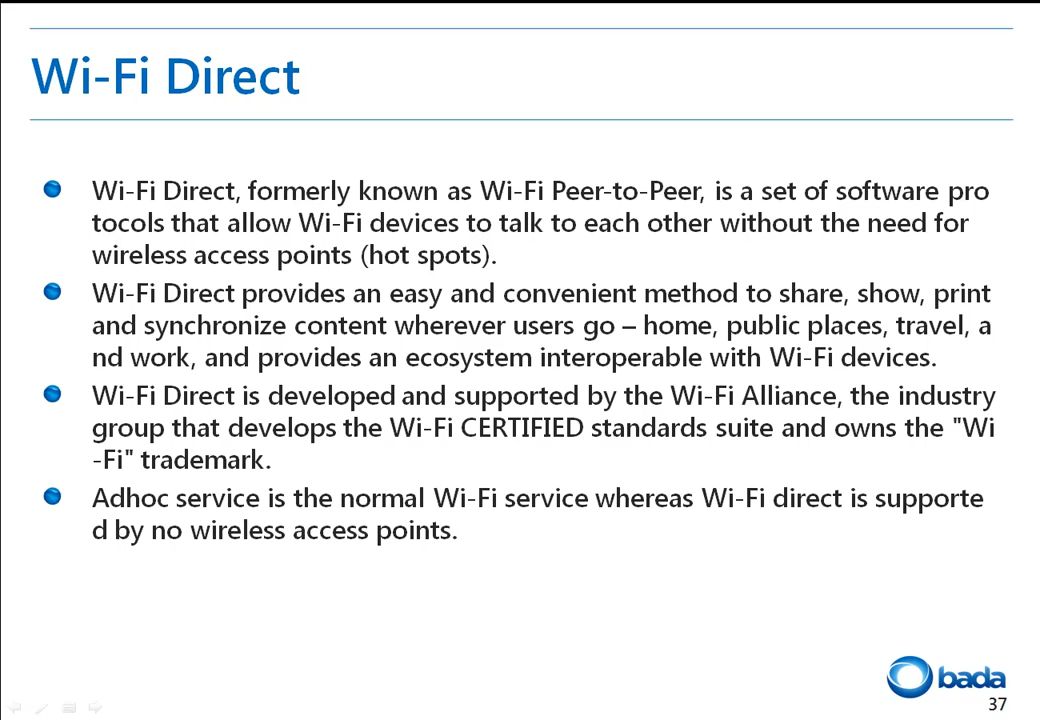 Wi-Fi Direct
Wi-Fi Direct, formerly known as Wi-Fi Peer-to-Peer, is a set of software pro
tocols that allow Wi-Fi devices to talk to each other without the need for
wireless access points (hot spots).
Wi-Fi Direct provides an easy and convenient method to share, show, print
and synchronize content wherever users go – home, public places, travel, a
nd work, and provides an ecosystem interoperable with Wi-Fi devices.
Wi-Fi Direct is developed and supported by the Wi-Fi Alliance, the industry
group that develops the Wi-Fi CERTIFIED standards suite and owns the "Wi
-Fi" trademark.
Adhoc service is the normal Wi-Fi service whereas Wi-Fi direct is supporte
d by no wireless access points.
bada
37